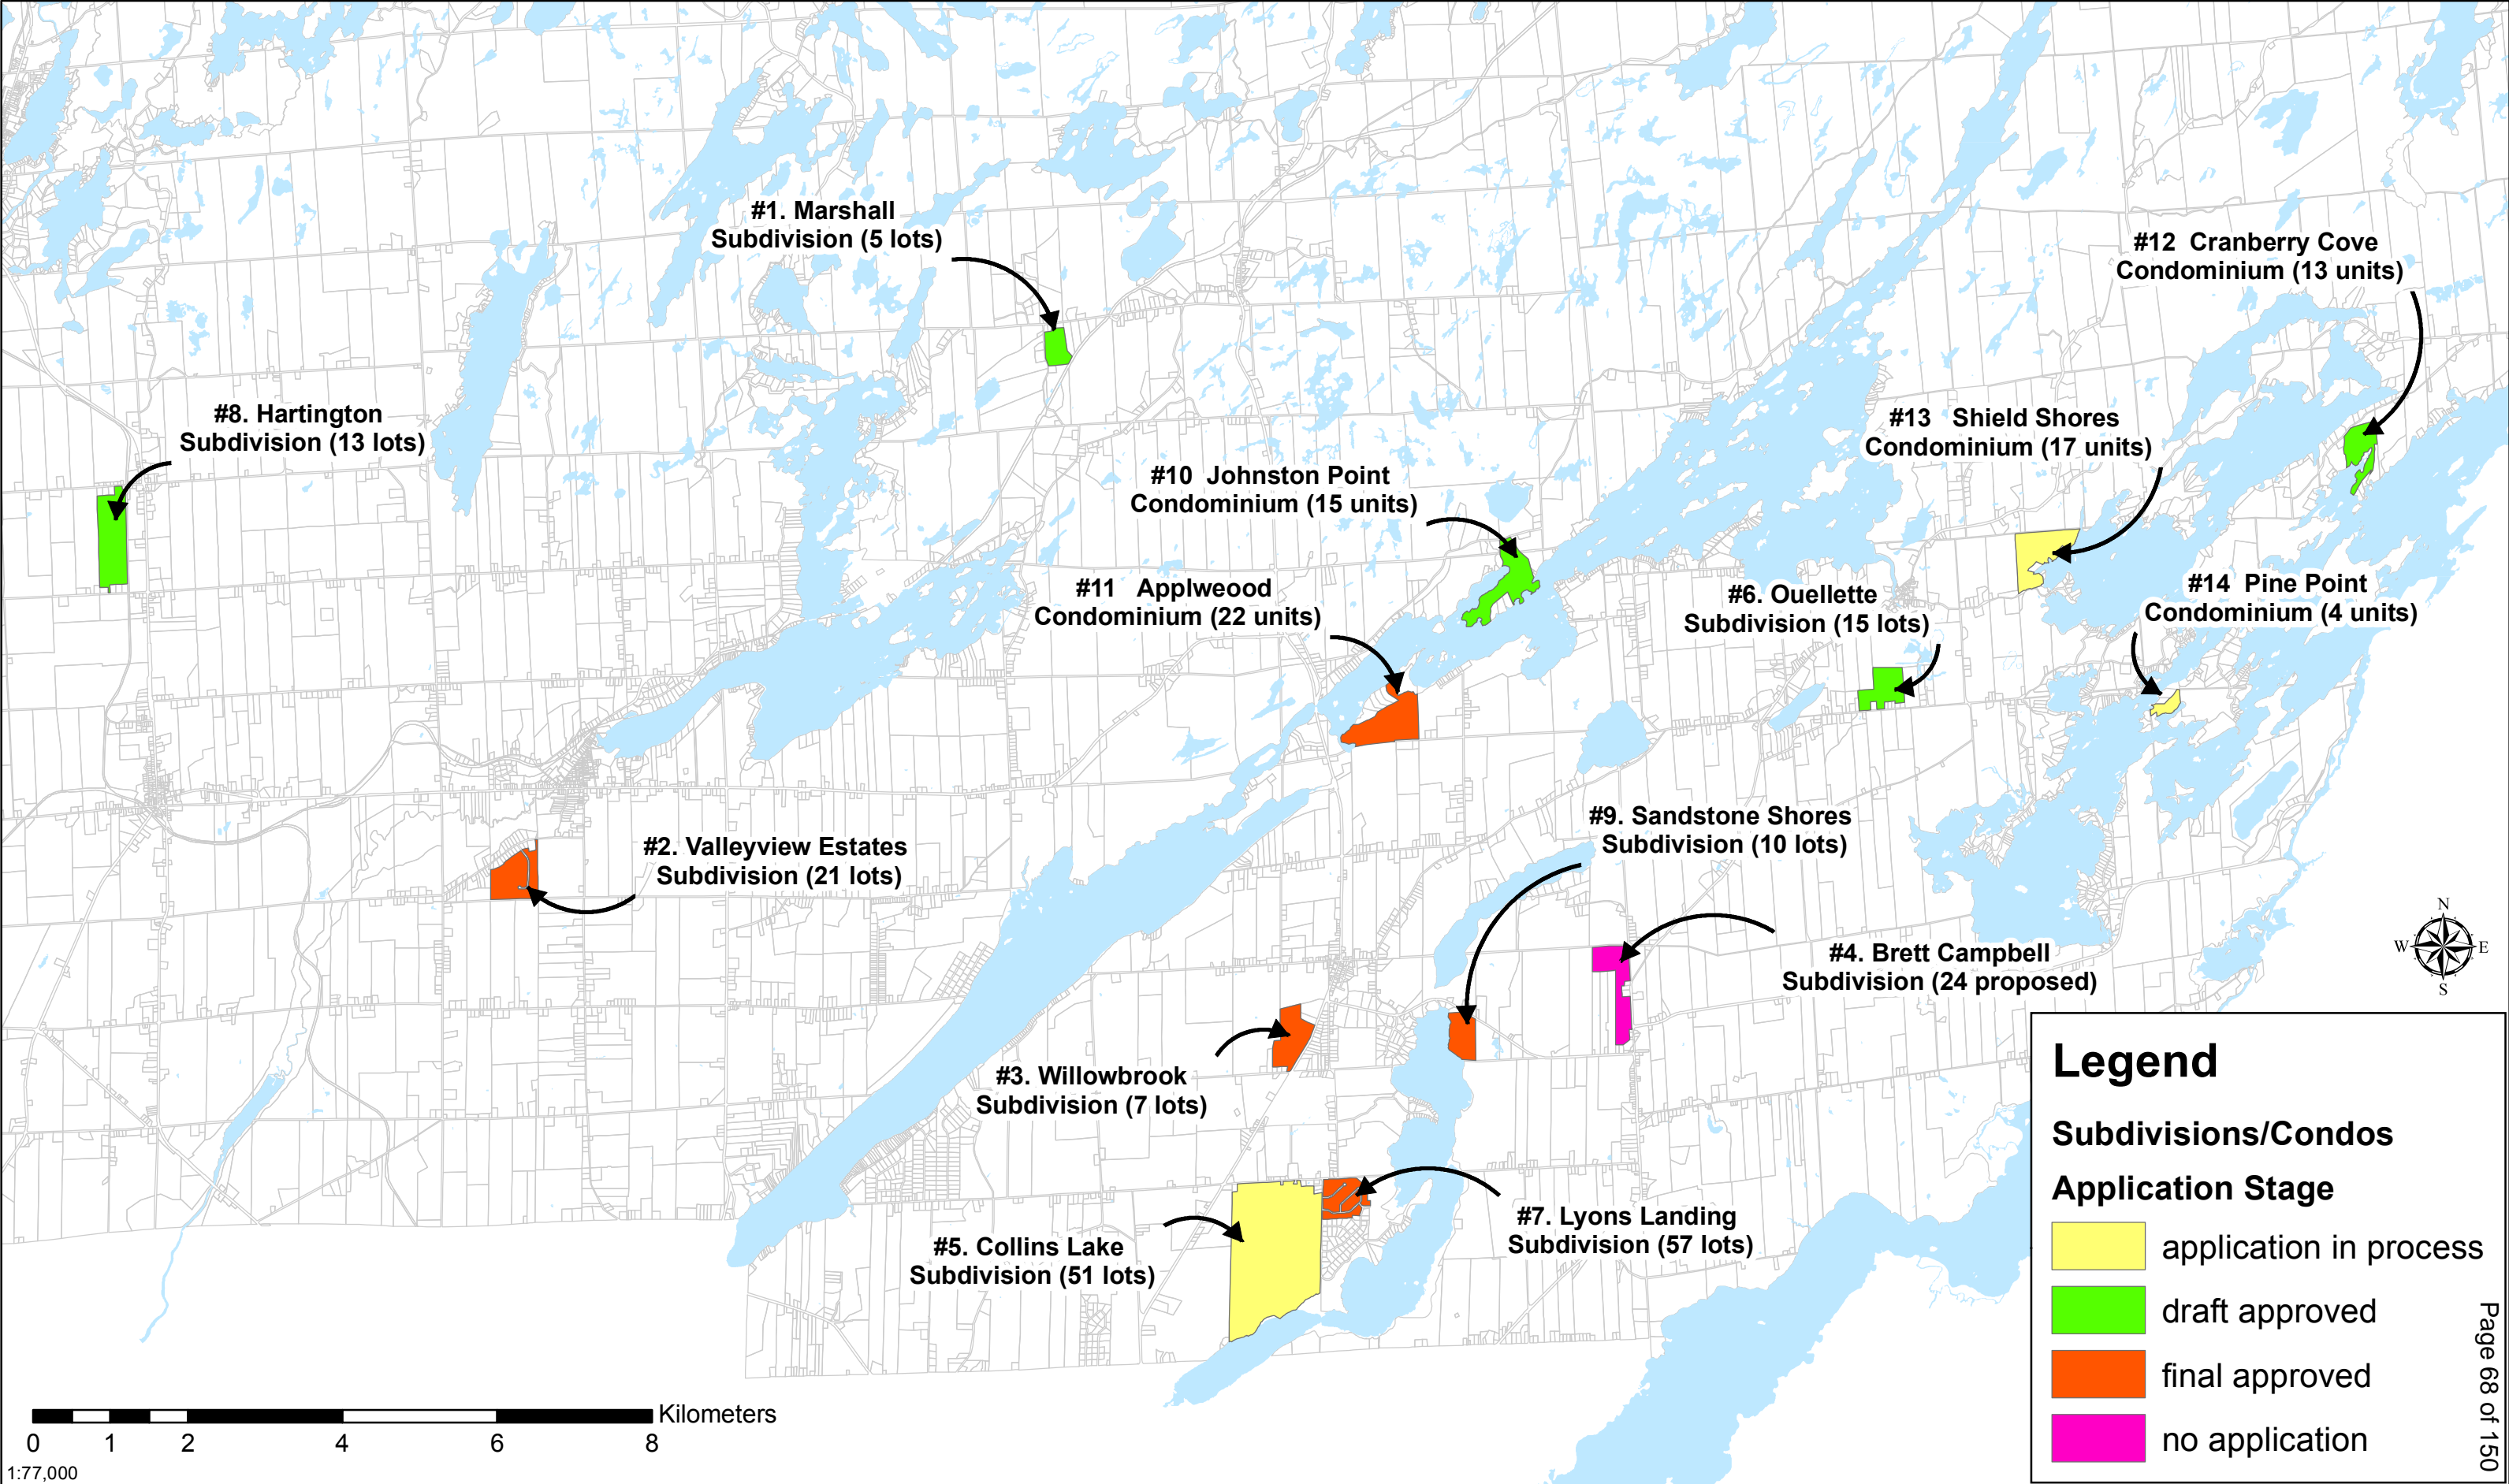 #1. Marshall
Subdivision (5 lots)
#12  Cranberry Cove
Condominium (13 units)
#8. Hartington
Subdivision (13 lots)
#13   Shield Shores
Condominium (17 units)
#10  Johnston Point
Condominium (15 units)
#11   Applweood
Condominium (22 units)
#6. Ouellette
Subdivision (15 lots)
#14  Pine Point
Condominium (4 units)
#2. Valleyview Estates
Subdivision (21 lots)
#9. Sandstone Shores
Subdivision (10 lots)
#4. Brett Campbell
Subdivision (24 proposed)
#3. Willowbrook
Subdivision (7 lots)
#7. Lyons Landing
Subdivision (57 lots)
#5. Collins Lake
Subdivision (51 lots)
N
W E
S
Legend
Subdivisions/Condos
Application Stage
application in process
draft approved
final approved
no application
Page 68 of 150
Kilometers
0 1 2 4 6 8
1:77,000